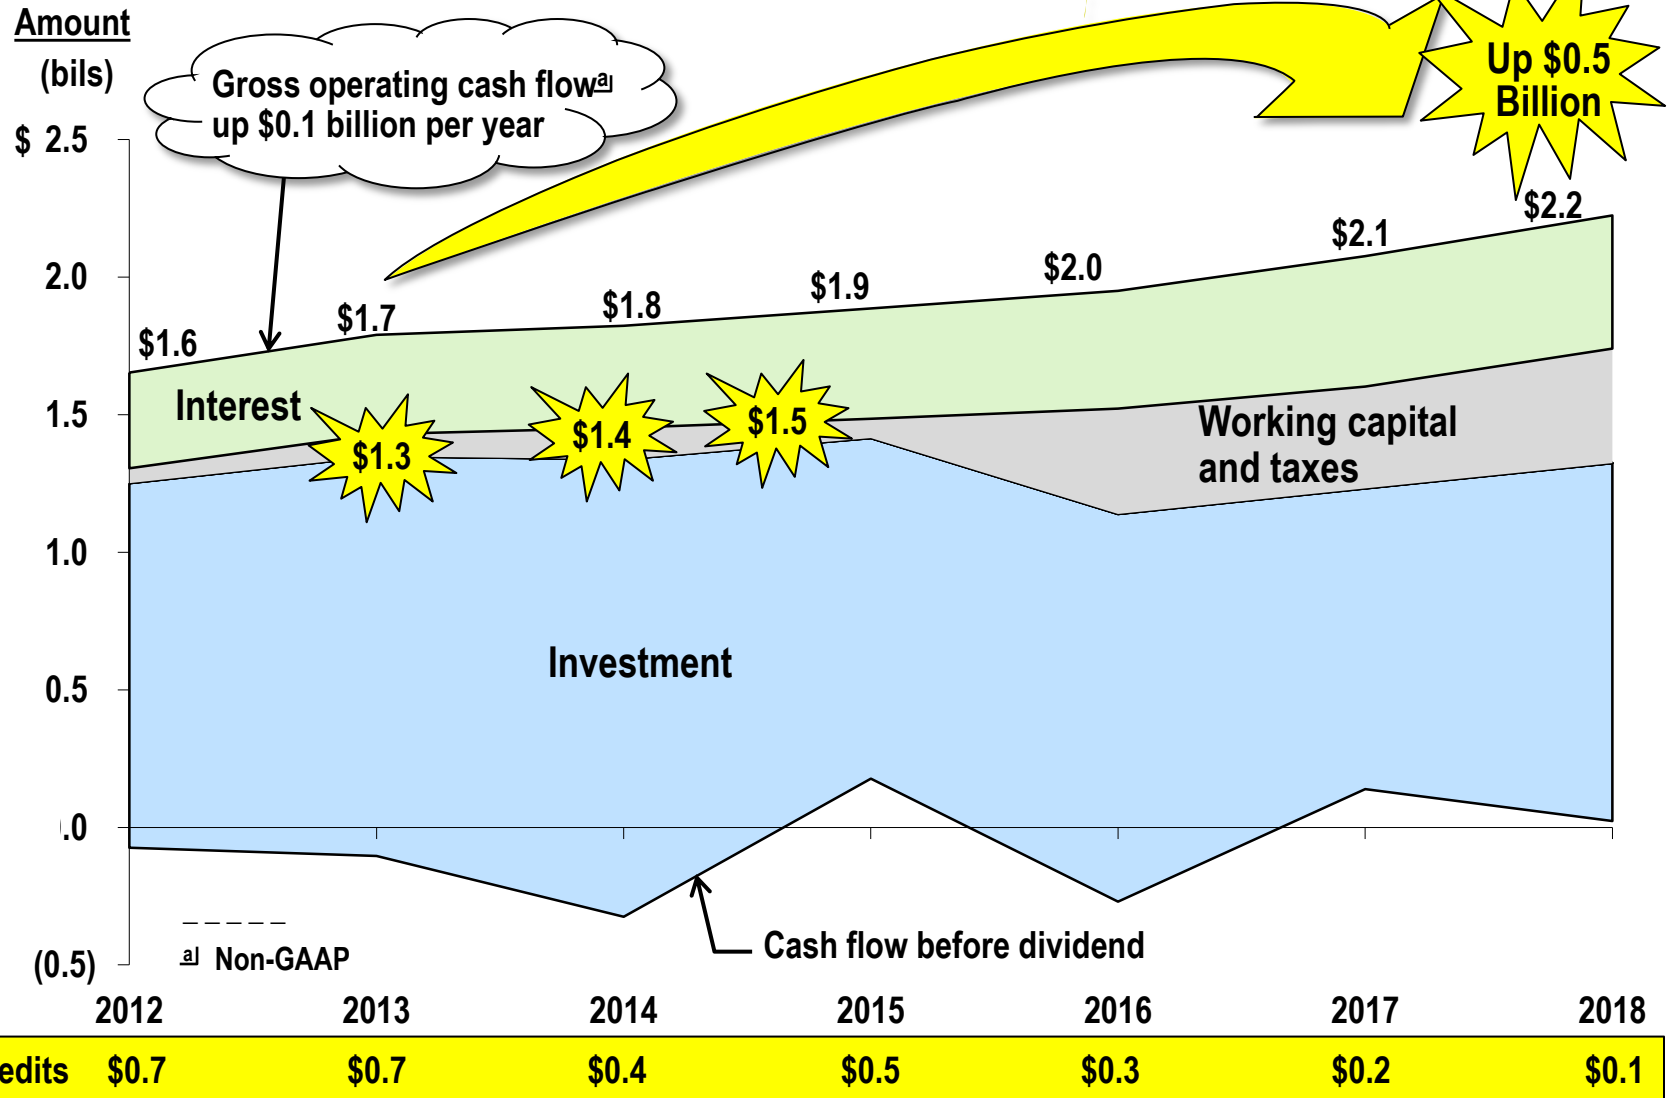 Amount
(bils)
Gross operating cash flow a
up $0.1 billion per year
Up $0.5
Billion
$ 2.5
2.0
1.5
1.0
0.5
.0
(0.5)
$1.6
$1.7
$1.8
$1.9
$2.0
$2.1
$2.2
Interest
$1.3
$1.4
$1.5
Working capital
and taxes
Investment
Cash flow before dividend
a Non-GAAP
2012 2013 2014 2015 2016 2017 2018
edits $0.7 $0.7 $0.4 $0.5 $0.3 $0.2 $0.1